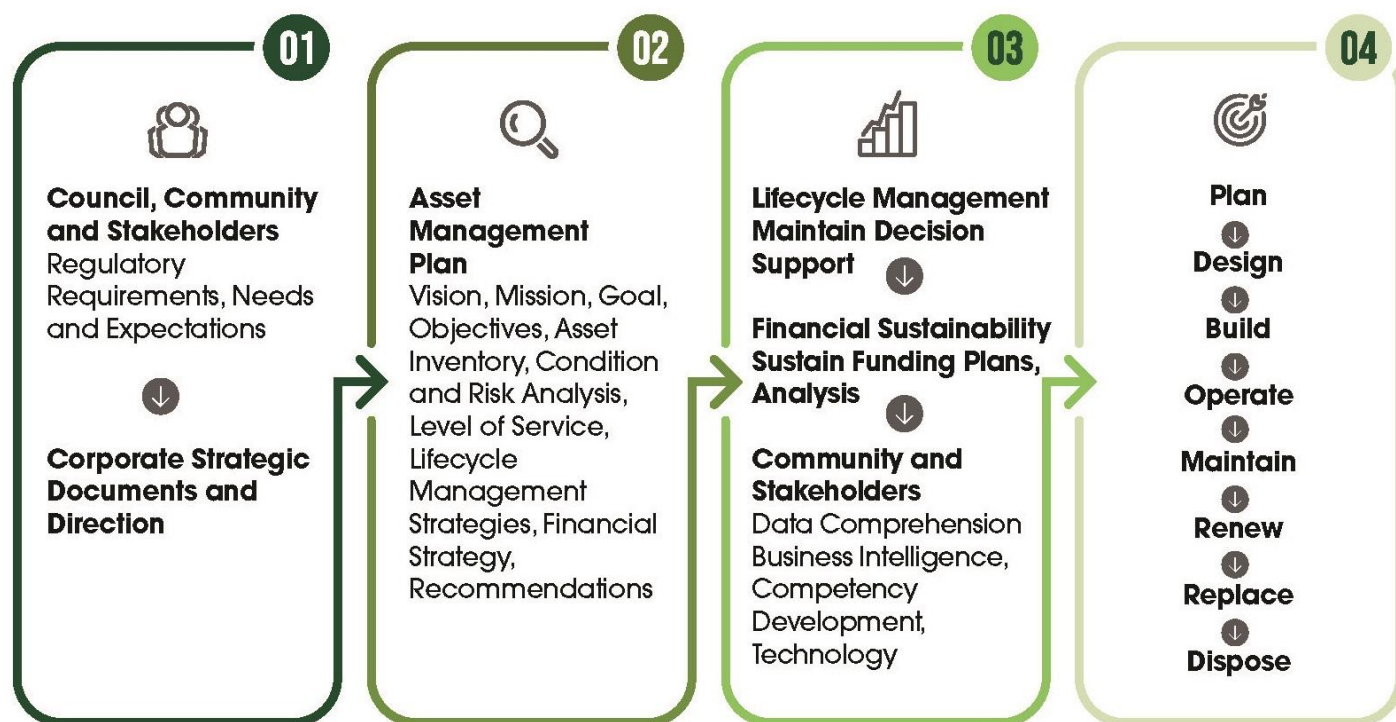 01
Council, Community
and Stakeholders
Regulatory
Requirements, Needs
and Expectations
Corporate Strategic
Documents and
Direction
02
Asset
Management
Plan
Vision, Mission, Goal,
Objectives, Asset
Inventory, Condition
and Risk Analysis,
Level of Service,
Lifecycle
Management
Strategies, Financial
Strategy,
Recommendations
03
Lifecycle Management
Maintain Decision
Support
Financial Sustainability
Sustain Funding Plans,
Analysis
Community and
Stakeholders
Data Comprehension
Business Intelligence,
Competency
Development,
Technology
04
Plan
Design
Build
Operate
Maintain
Renew
Replace
Dispose